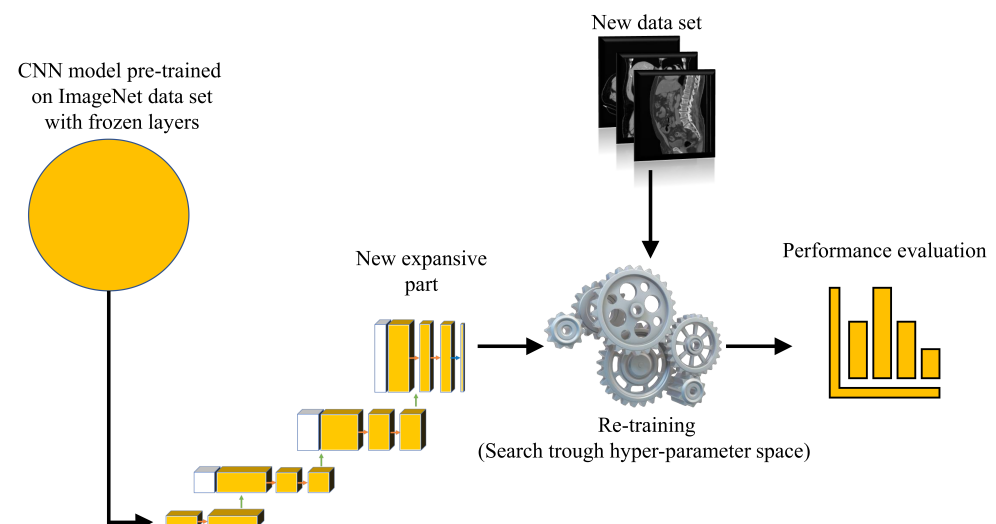 New data set
CNN model pre-trained
on ImageNet data set
with frozen layers
New expansive
part
Performance evaluation
Re-training
(Search trough hyper-parameter space)